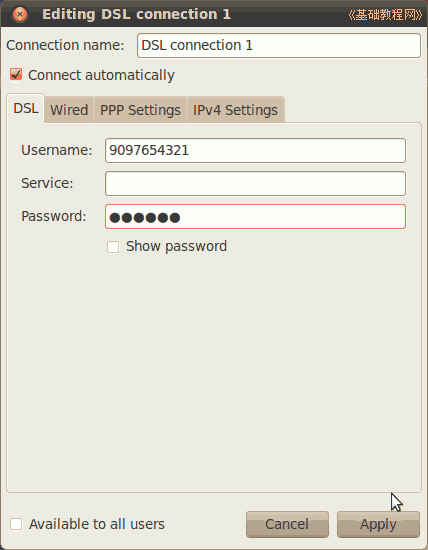 Editing DSL connection 1 《基础教程网》
Connection name: DSL connection 1
Connect automatically
DSL Wired PPP Settings IPv4 Settings
Username: 9097654321
Service:
Password: ●●●●●●
Show password
Available to all users Cancel Apply